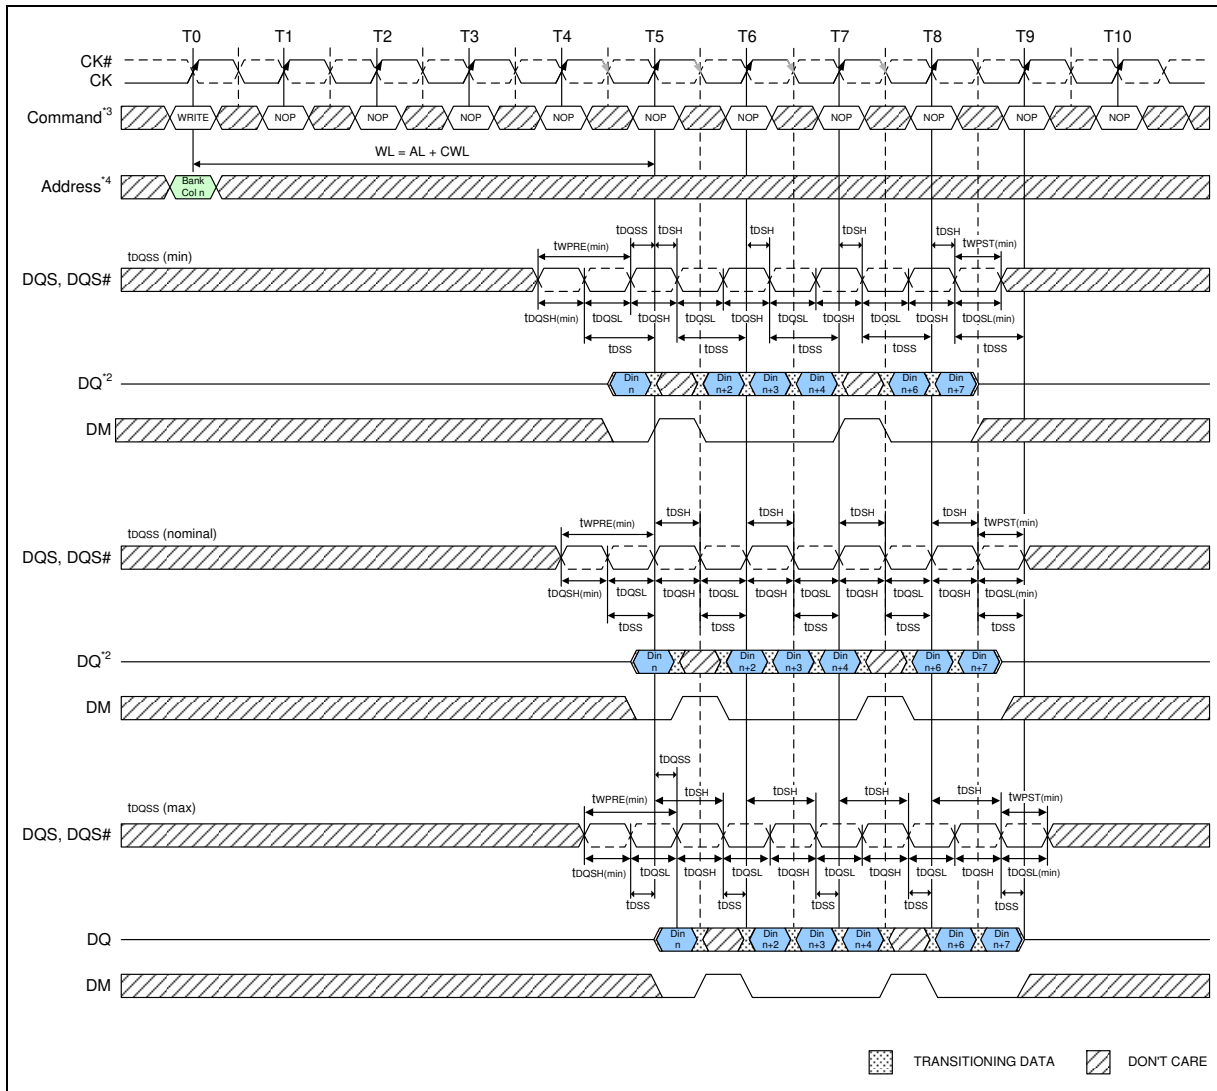 T0 T1 T2 T3 T4 T5 T6 T7 T8 T9 T10
CK#
CK
Command*3 WRITE NOP NOP NOP NOP NOP NOP NOP NOP NOP NOP
WL = AL + CWL
Address*4 Bank Col n
tDQSS tDSH tDSH tDSH tDSH
tWPRE(min) tWPST(min)
tDQSS (min)
DQS, DQS#
tDQSH(min) tDQSL tDQSH tDQSL tDQSH tDQSL tDQSH tDQSL tDQSH tDQSL(min)
tDSS tDSS tDSS tDSS tDSS
DQ*2 Din n Din n+2 Din n+3 Din n+4 Din n+6 Din n+7
DM
tDSH tDSH tDSH tDSH
tWPRE(min) tWPST(min)
tDQSS (nominal)
DQS, DQS#
tDQSH(min) tDQSL tDQSH tDQSL tDQSH tDQSL tDQSH tDQSL tDQSH tDQSL(min)
tDSS tDSS tDSS tDSS tDSS
DQ*2 Din n Din n+2 Din n+3 Din n+4 Din n+6 Din n+7
DM
tDQSS
tWPRE(min) tDSH tDSH tDSH tDSH tWPST(min)
tDQSS (max)
DQS, DQS#
tDQSH(min) tDQSL tDQSH tDQSL tDQSH tDQSL tDQSH tDQSL tDQSH tDQSL(min)
tDSS tDSS tDSS tDSS tDSS
DQ Din n Din n+2 Din n+3 Din n+4 Din n+6 Din n+7
DM
TRANSITIONING DATA DON'T CARE